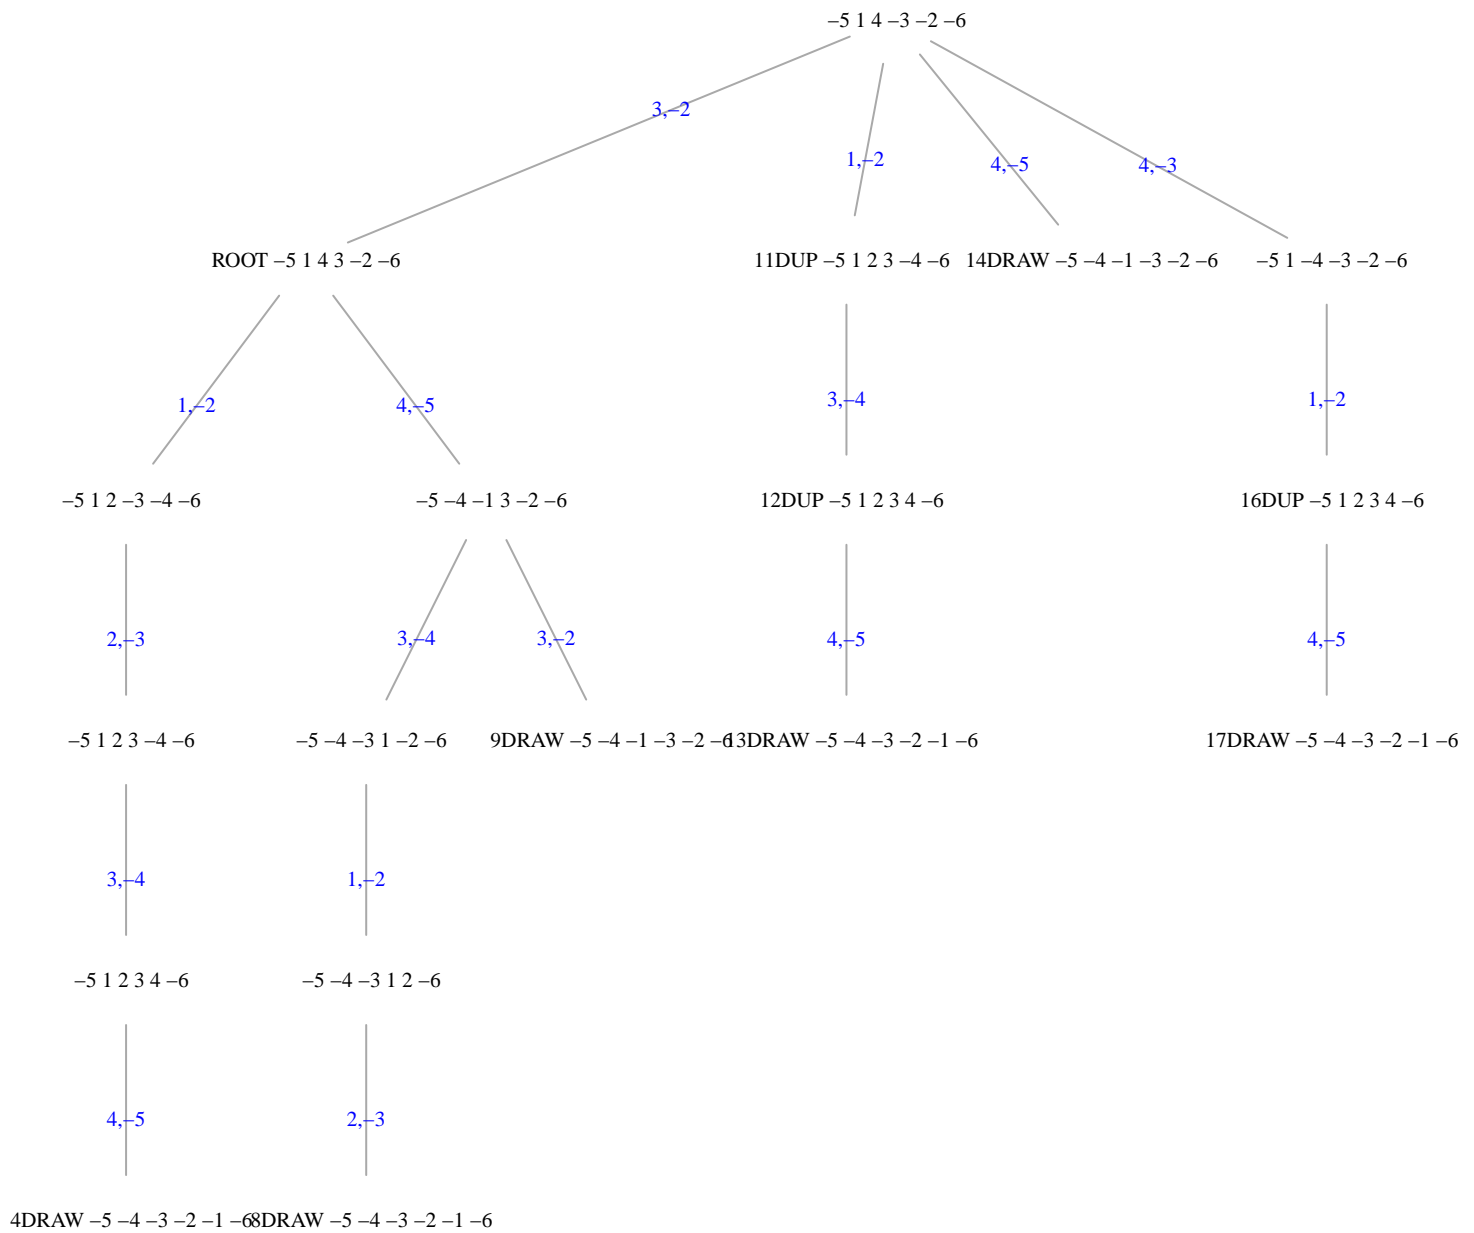 –5 1 4 –3 –2 –6
3,–2
1,–2
4,–5
4,–3
ROOT –5 1 4 3 –2 –6
11DUP –5 1 2 3 –4 –6
14DRAW –5 –4 –1 –3 –2 –6
–5 1 –4 –3 –2 –6
1,–2
4,–5
3,–4
1,–2
–5 1 2 –3 –4 –6
–5 –4 –1 3 –2 –6
12DUP –5 1 2 3 4 –6
16DUP –5 1 2 3 4 –6
2,–3
3,–4
3,–2
4,–5
4,–5
–5 1 2 3 –4 –6
–5 –4 –3 1 –2 –6
9DRAW –5 –4 –1 –3 –2 –6
13DRAW –5 –4 –3 –2 –1 –6
17DRAW –5 –4 –3 –2 –1 –6
3,–4
1,–2
–5 1 2 3 4 –6
–5 –4 –3 1 2 –6
4,–5
2,–3
4DRAW –5 –4 –3 –2 –1 –6
8DRAW –5 –4 –3 –2 –1 –6